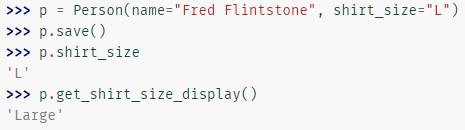 >>> p = Person(name="Fred Flintstone", shirt_size="L")
>>> p.save()
>>> p.shirt_size
'L'
>>> p.get_shirt_size_display()
'Large'